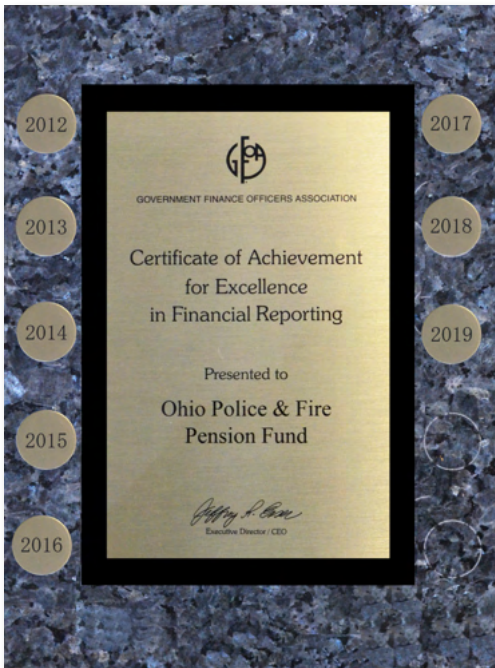 2012
2013
2014
2015
2016
GFOA
GOVERNMENT FINANCE OFFICERS ASSOCIATION
Certificate of Achievement
for Excellence
in Financial Reporting
Presented to
Ohio Police & Fire
Pension Fund
Executive Director / CEO
2017
2018
2019